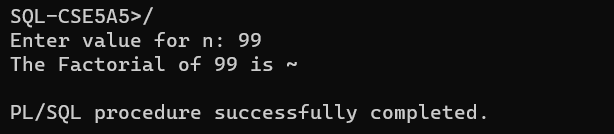 SQL-CSE5A5>/
Enter value for n: 99
The Factorial of 99 is ~
PL/SQL procedure successfully completed.